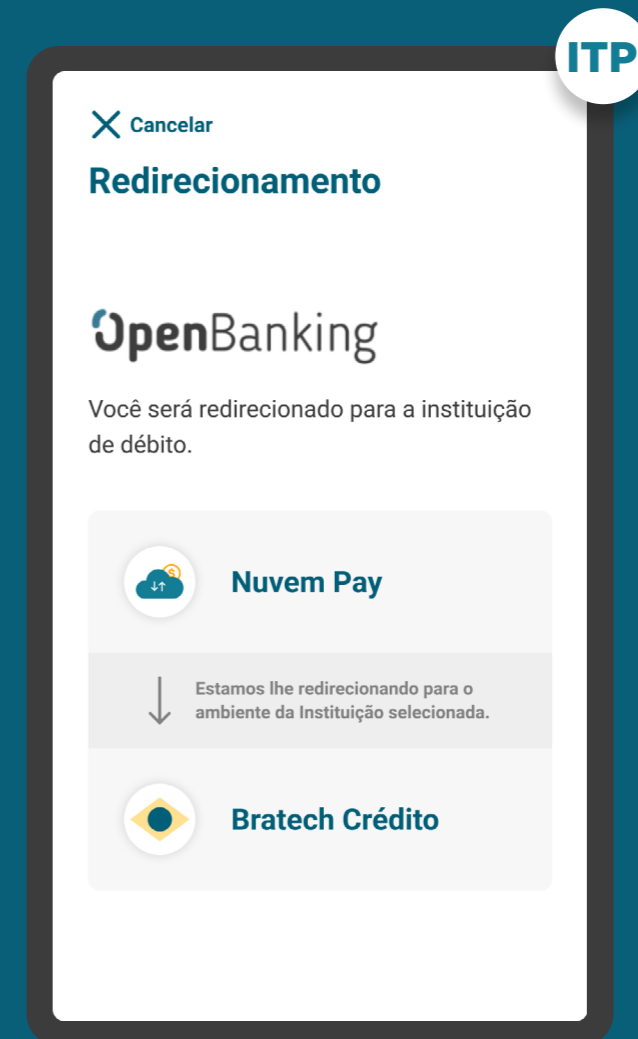 ITP
Cancelar
Redirecionamento
OpenBanking
Você será redirecionado para a instituição
de débito.
$
Nuvem Pay
Estamos lhe redirecionando para o
ambiente da Instituição selecionada.
Bratech Crédito